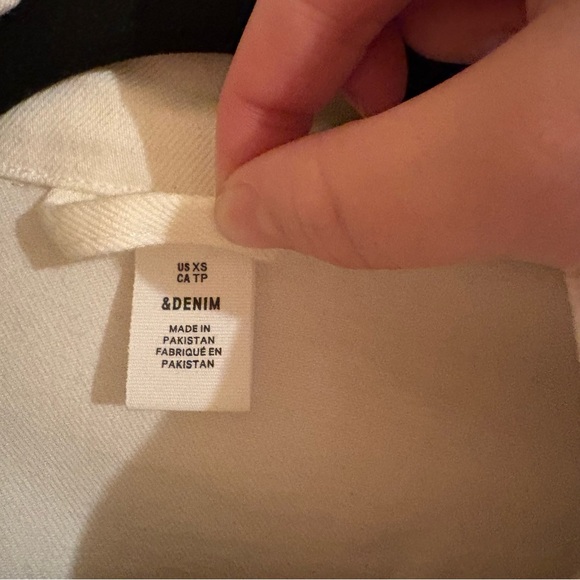 US XS
CA TP
&DENIM
MADE IN
PAKISTAN
FABRIQUÉ EN
PAKISTAN